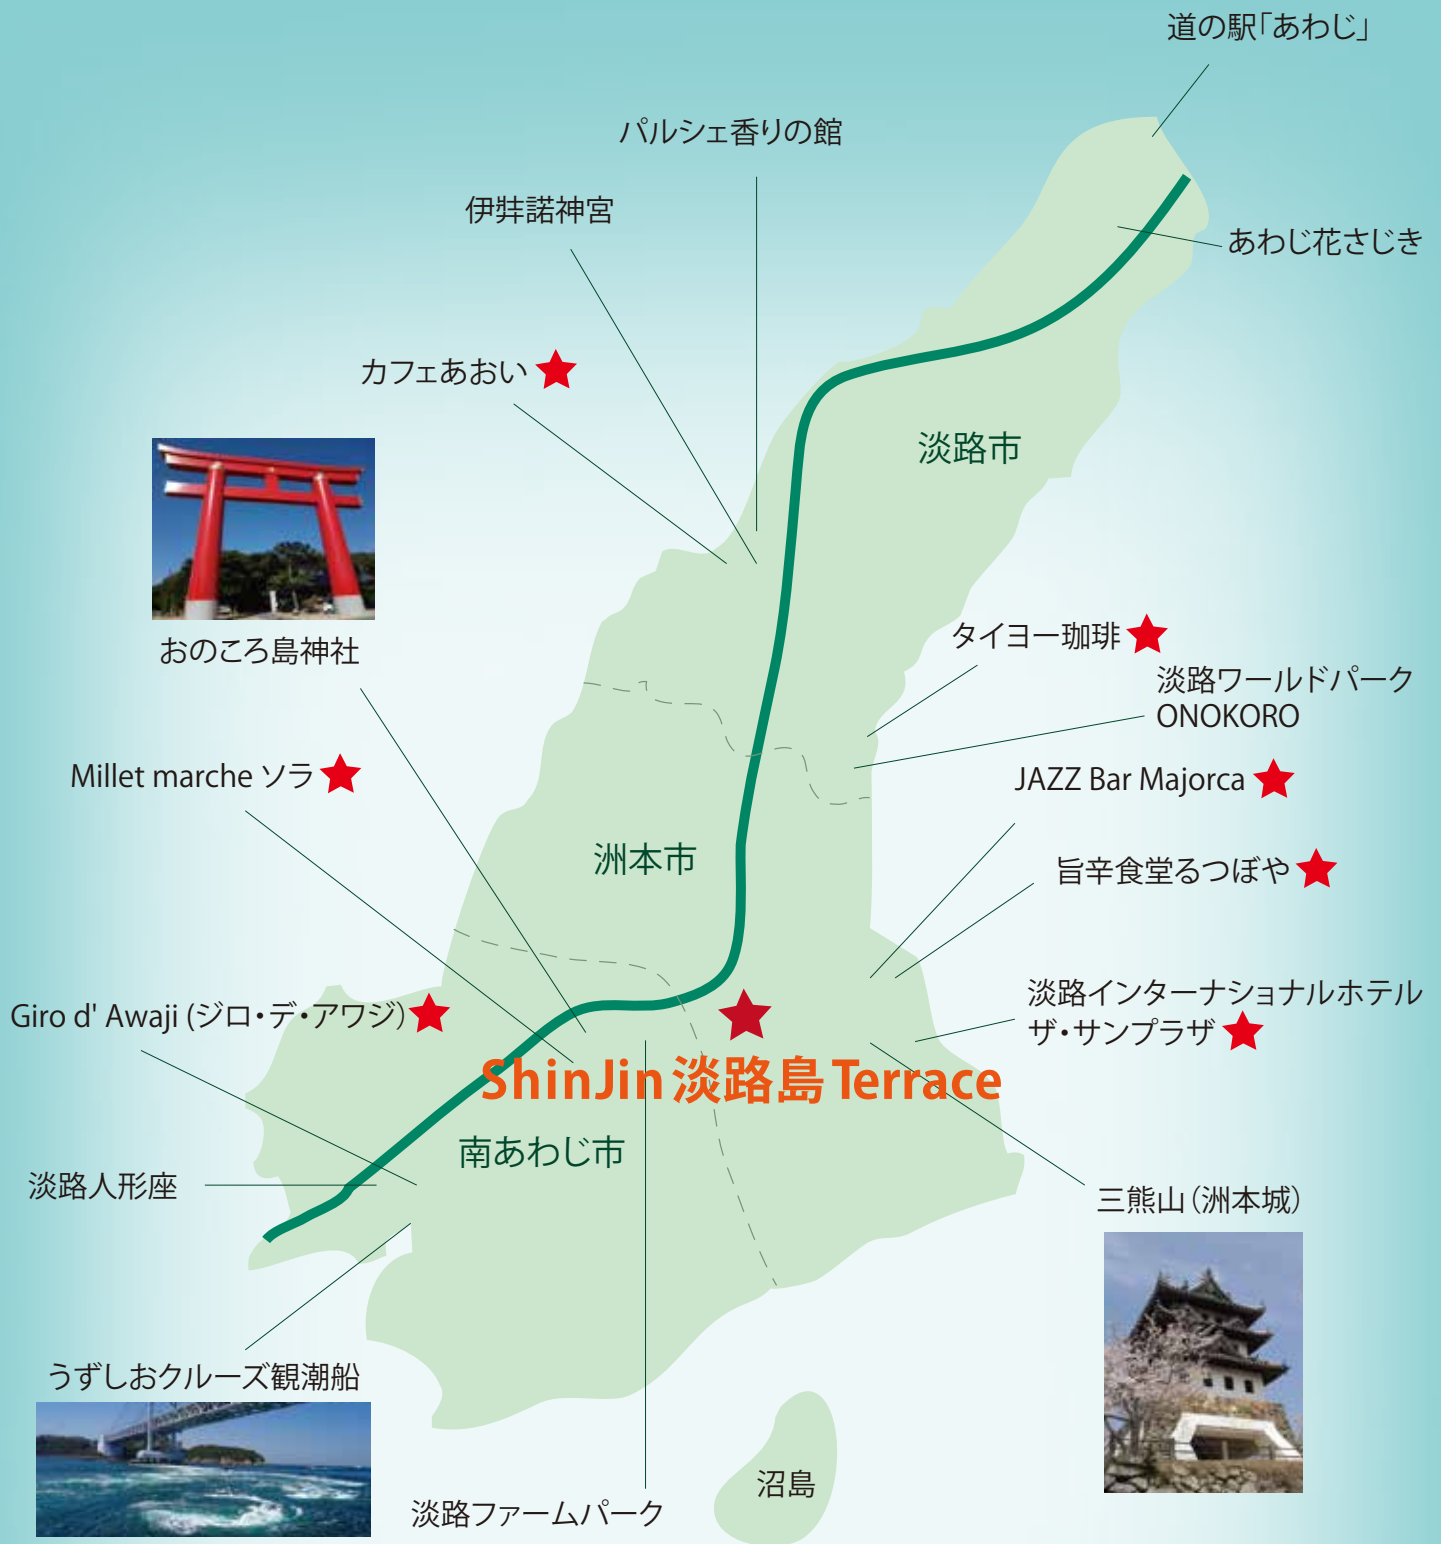 道の駅「あわじ」
パルシェ香りの館
伊弉諾神宮
あわじ花さじき
カフェあおい
淡路市
おのころ島神社
タイヨー珈琲
淡路ワールドパーク
ONOKORO
Millet marche ソラ
JAZZ Bar Majorca
洲本市
旨辛食堂るつぼや
Giro d' Awaji (ジロ・デ・アワジ)
淡路インターナショナルホテル
ザ・サンプラザ
ShinJin 淡路島 Terrace
南あわじ市
淡路人形座
三熊山（洲本城）
うずしおクルーズ観潮船
沼島
淡路ファームパーク